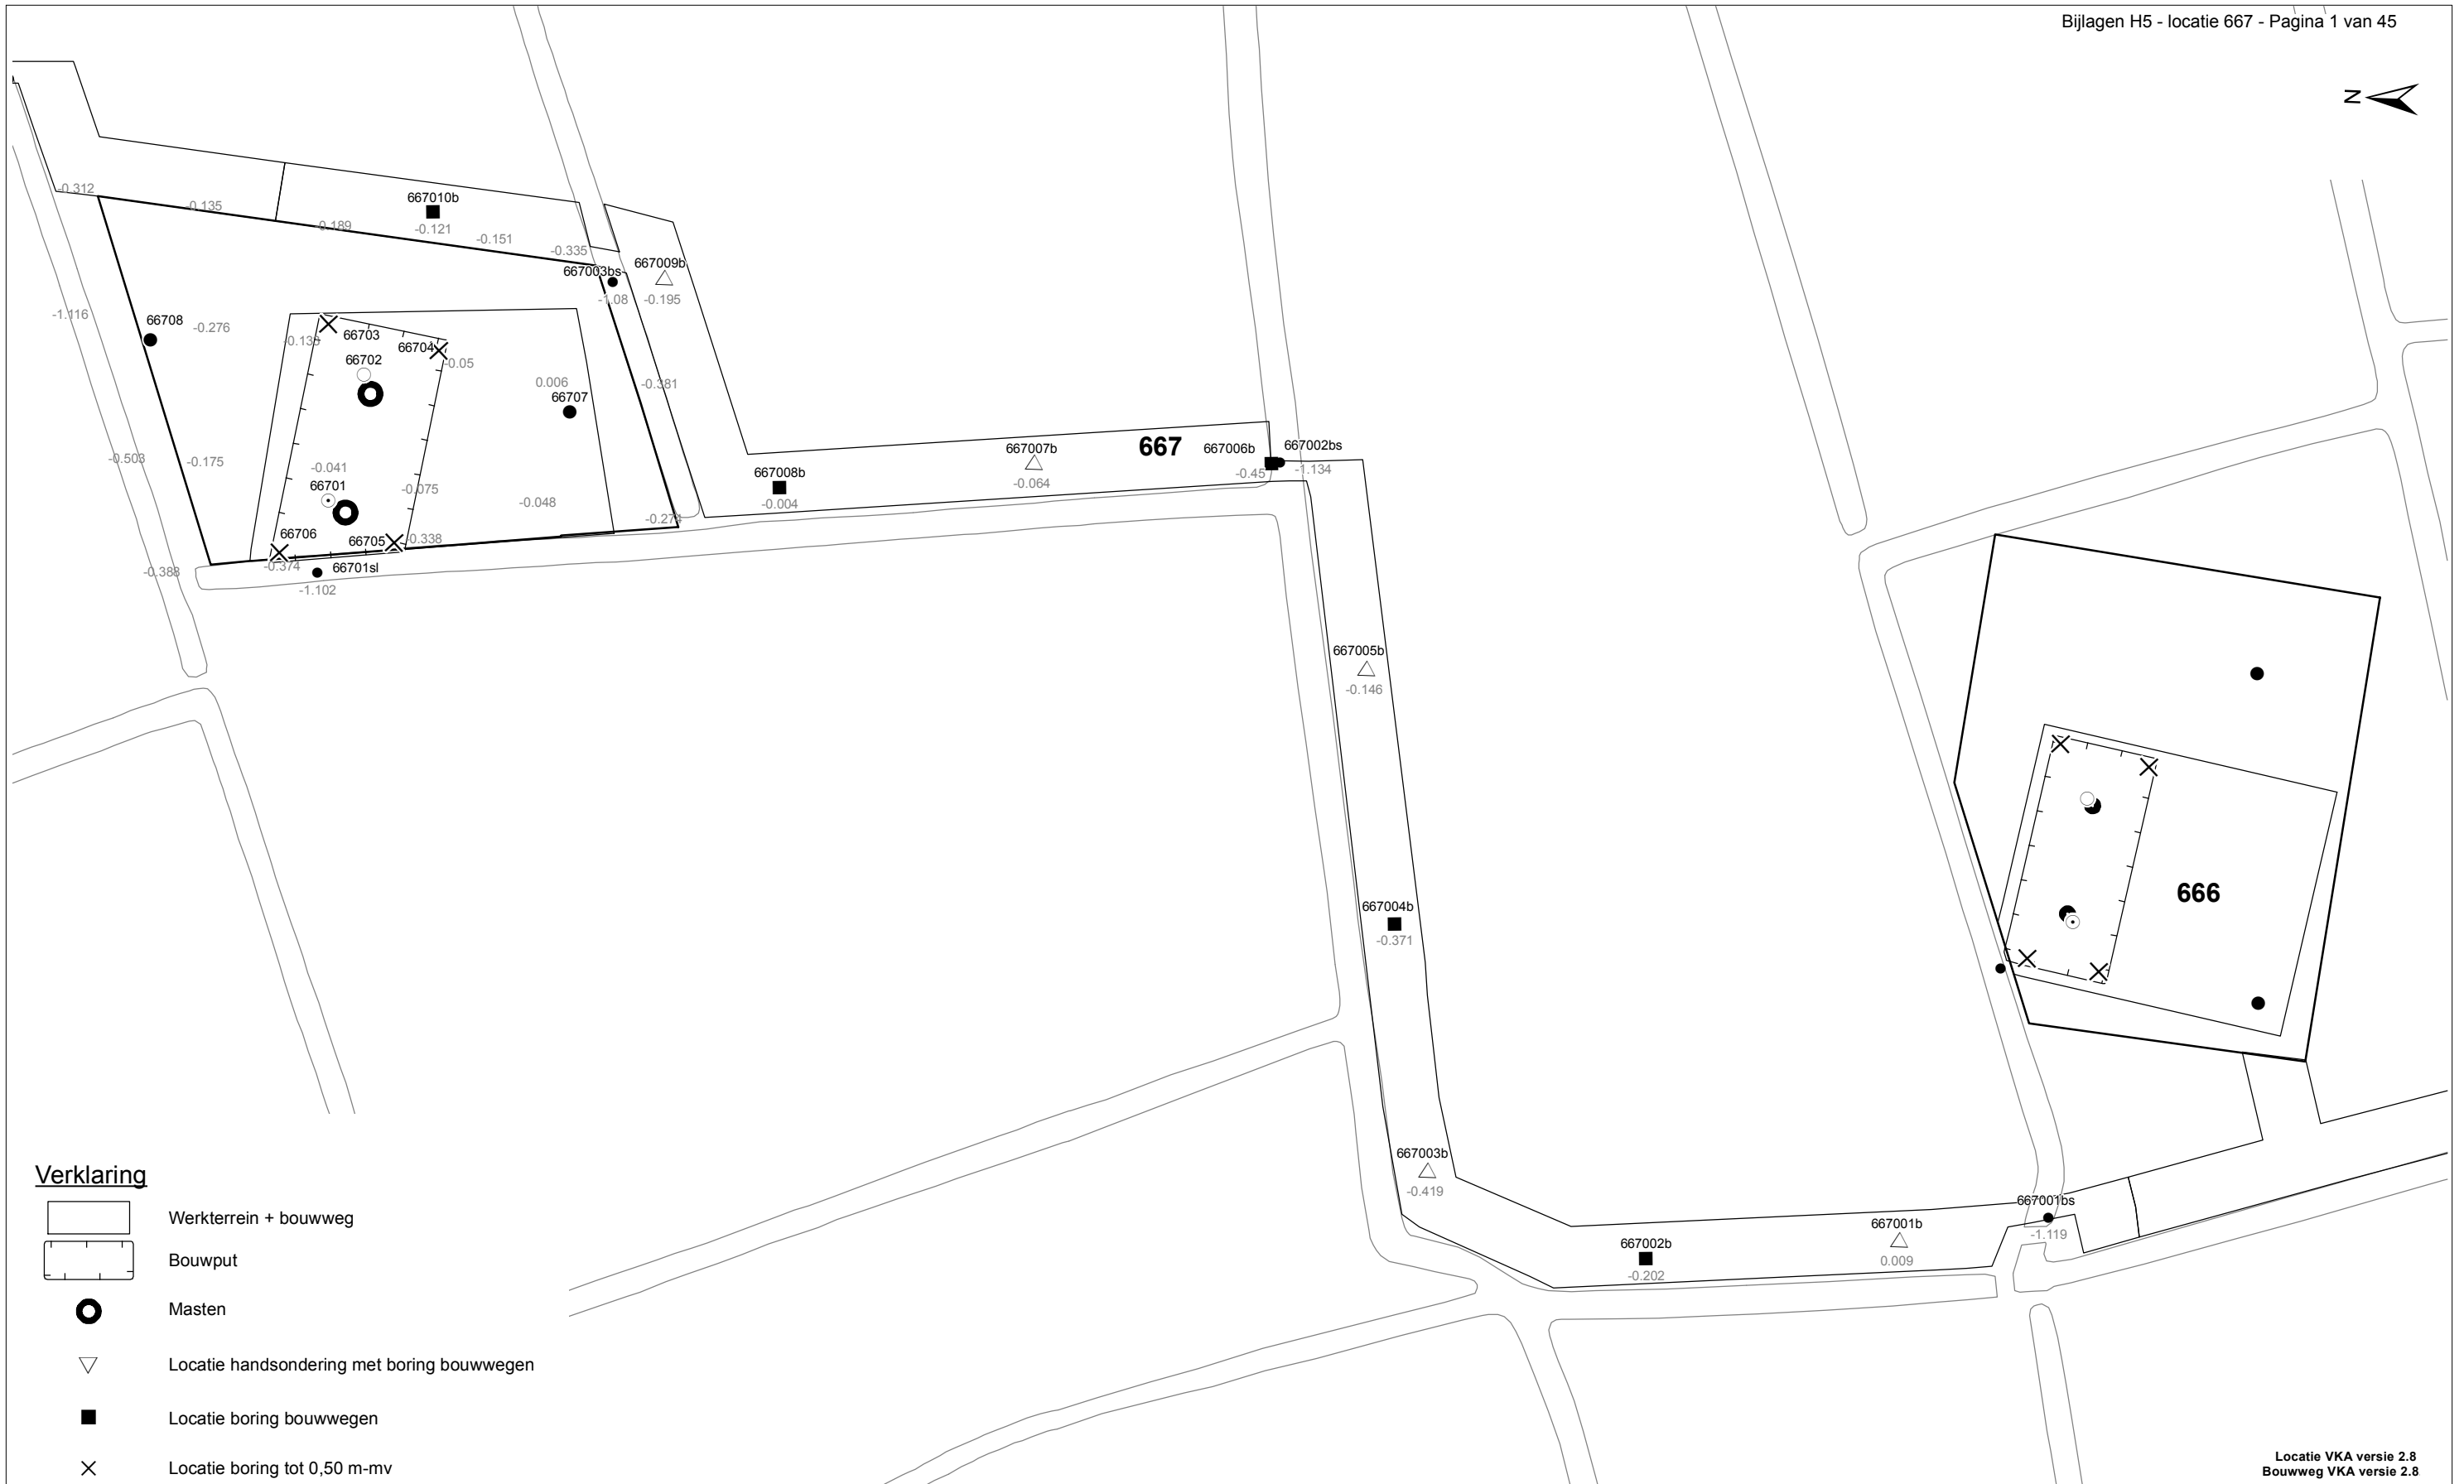 Bijlagen H5 - locatie 667 - Pagina 1 van 45
N
-0.312
-0.135
667010b
-0.189
-0.121
-0.151
-0.335
667003bs
667009b
-1.08
-0.195
-1.116
66708
-0.276
66703
66704
66702
-0.05
0.006
66707
-0.381
-0.503
-0.175
-0.041
66701
-0.075
-0.048
-0.274
66706
66705
-0.338
-0.374
66701sl
-0.388
-1.102
667008b
-0.004
667007b
-0.064
667
667006b
667002bs
-0.45
-1.134
667005b
-0.146
667004b
-0.371
666
667003b
-0.419
667002b
-0.202
667001b
0.009
667001bs
-1.119
Verklaring
Werkterrein + bouwweg
Bouwput
Masten
Locatie handsondering met boring bouwwegen
Locatie boring bouwwegen
Locatie boring tot 0,50 m-mv
Locatie VKA versie 2.8
Bouwweg VKA versie 2.8